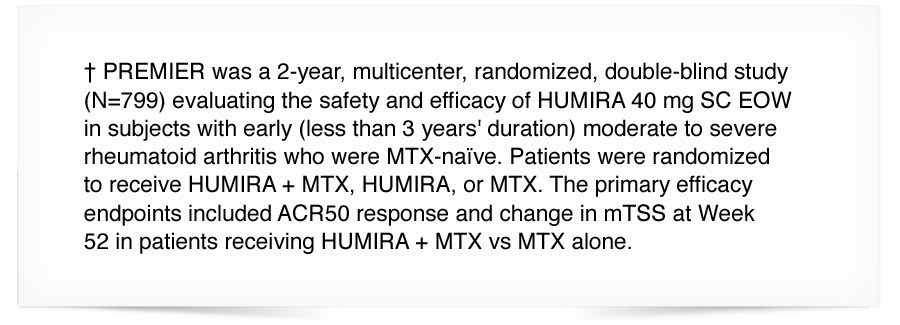 † PREMIER was a 2-year, multicenter, randomized, double-blind study
(N=799) evaluating the safety and efficacy of HUMIRA 40 mg SC EOW
in subjects with early (less than 3 years' duration) moderate to severe
rheumatoid arthritis who were MTX-naïve. Patients were randomized
to receive HUMIRA + MTX, HUMIRA, or MTX. The primary efficacy
endpoints included ACR50 response and change in mTSS at Week
52 in patients receiving HUMIRA + MTX vs MTX alone.